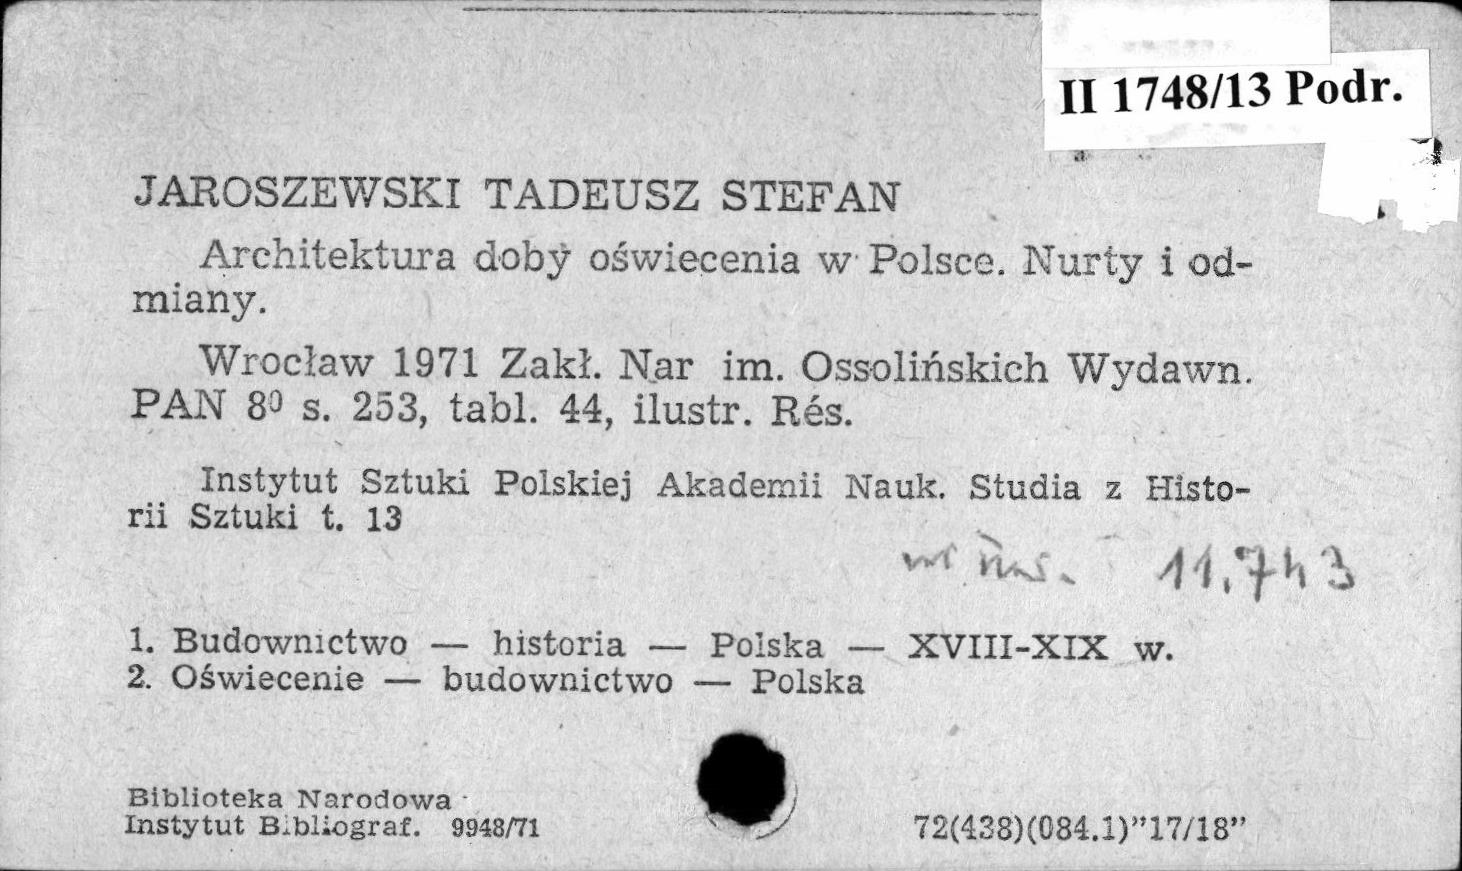 II 1748/13 Podr.
JAROSZEWSKI TADEUSZ STEFAN
Architektura doby oświecenia w Polsce. Nurty i od-
miany.
Wrocław 1971 Zakł. Nar im. Ossolińskich Wydawn.
PAN 8⁰ s. 253, tabl. 44, ilustr. Rés.
Instytut Sztuki Polskiej Akademii Nauk. Studia z Histo-
rii Sztuki t. 13
11.743
1. Budownictwo — historia — Polska — XVIII-XIX w.
2. Oświecenie — budownictwo — Polska
Biblioteka Narodowa
Instytut Bibliograf. 9948/71
72(438)(084.1)”17/18”